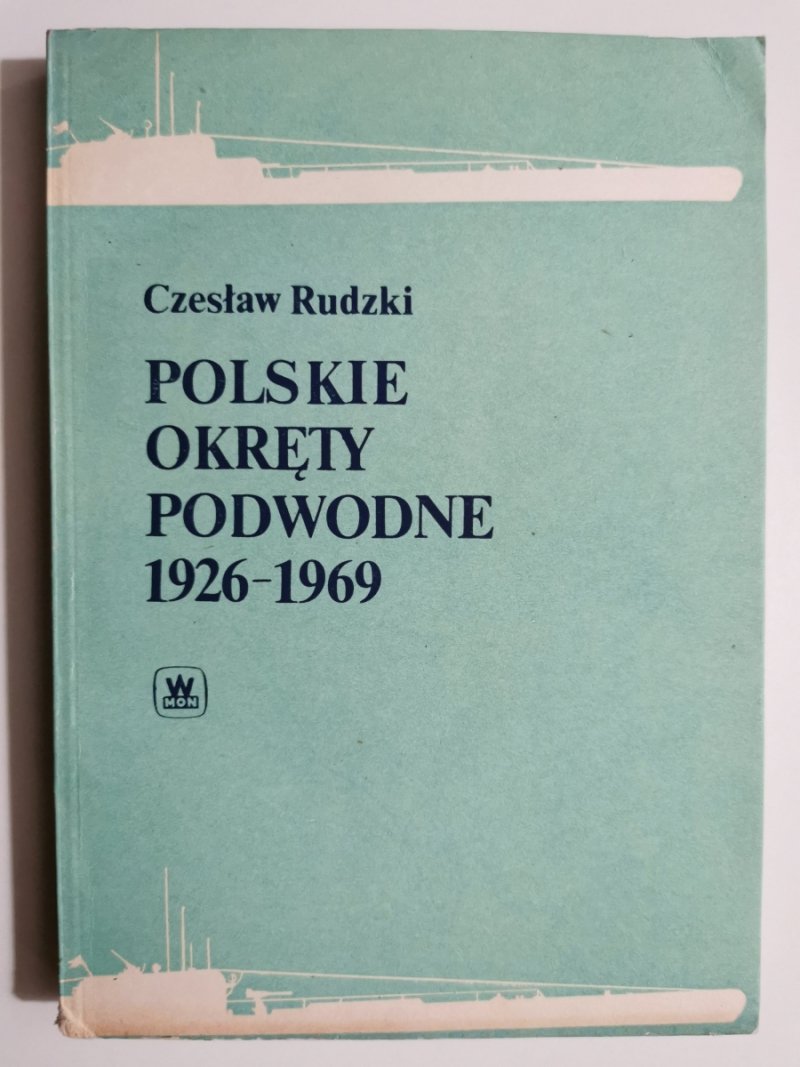 Czesław Rudzki
POLSKIE
OKRĘTY
PODWODNE
1926-1969
W
MON